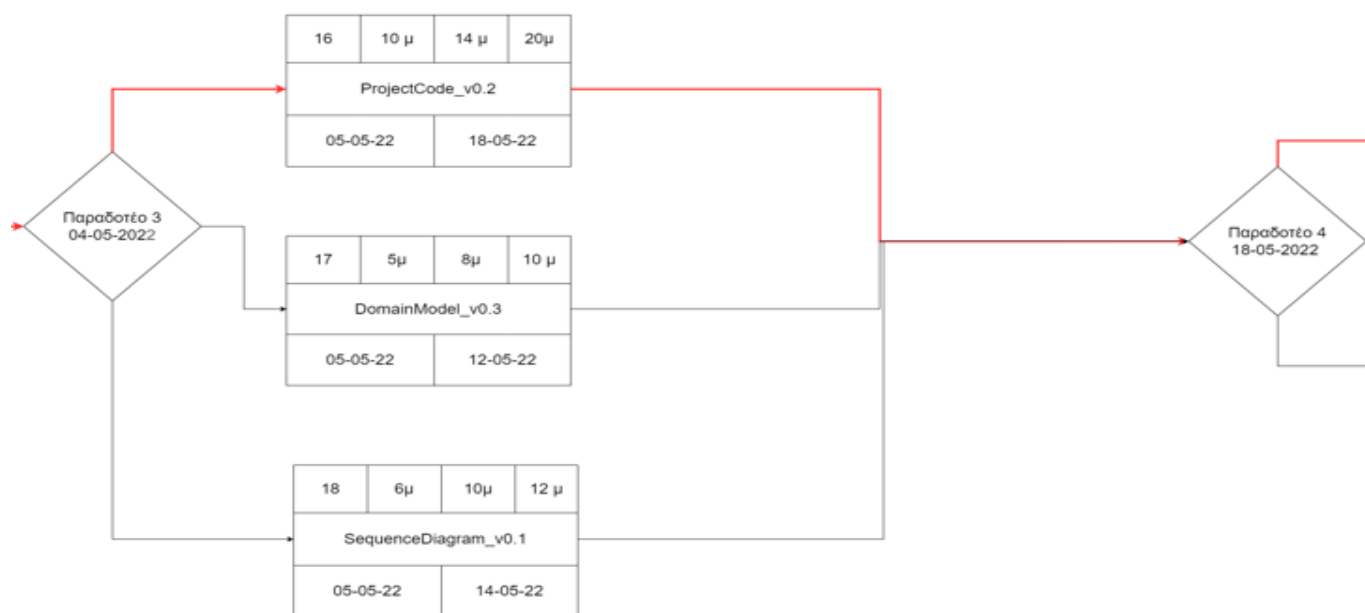 16 10 μ 14 μ 20μ
ProjectCode_v0.2
05-05-22 18-05-22
Παραδοτέο 3
04-05-2022
17 5μ 8μ 10 μ
DomainModel_v0.3
05-05-22 12-05-22
18 6μ 10μ 12 μ
SequenceDiagram_v0.1
05-05-22 14-05-22
Παραδοτέο 4
18-05-2022